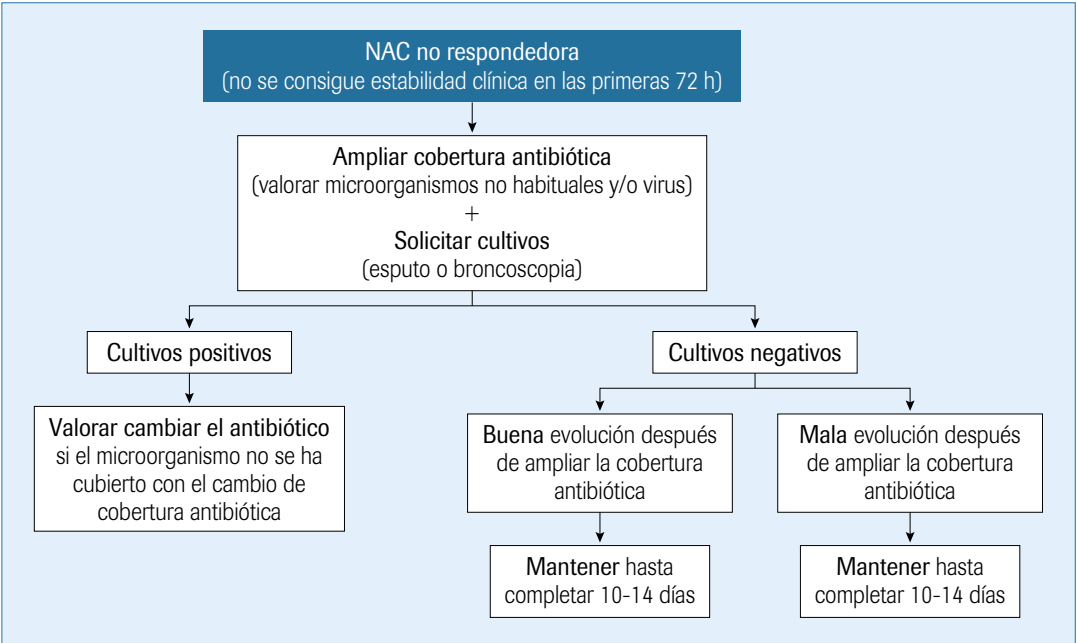 NAC no respondedora
(no se consigue estabilidad clínica en las primeras 72 h)
Ampliar cobertura antibiótica
(valorar microorganismos no habituales y/o virus)
+
Solicitar cultivos
(esputo o broncoscopia)
Cultivos positivos
Cultivos negativos
Valorar cambiar el antibiótico
si el microorganismo no se ha
cubierto con el cambio de
cobertura antibiótica
Buena evolución después
de ampliar la cobertura
antibiótica
Mala evolución después
de ampliar la cobertura
antibiótica
Mantener hasta
completar 10-14 días
Mantener hasta
completar 10-14 días